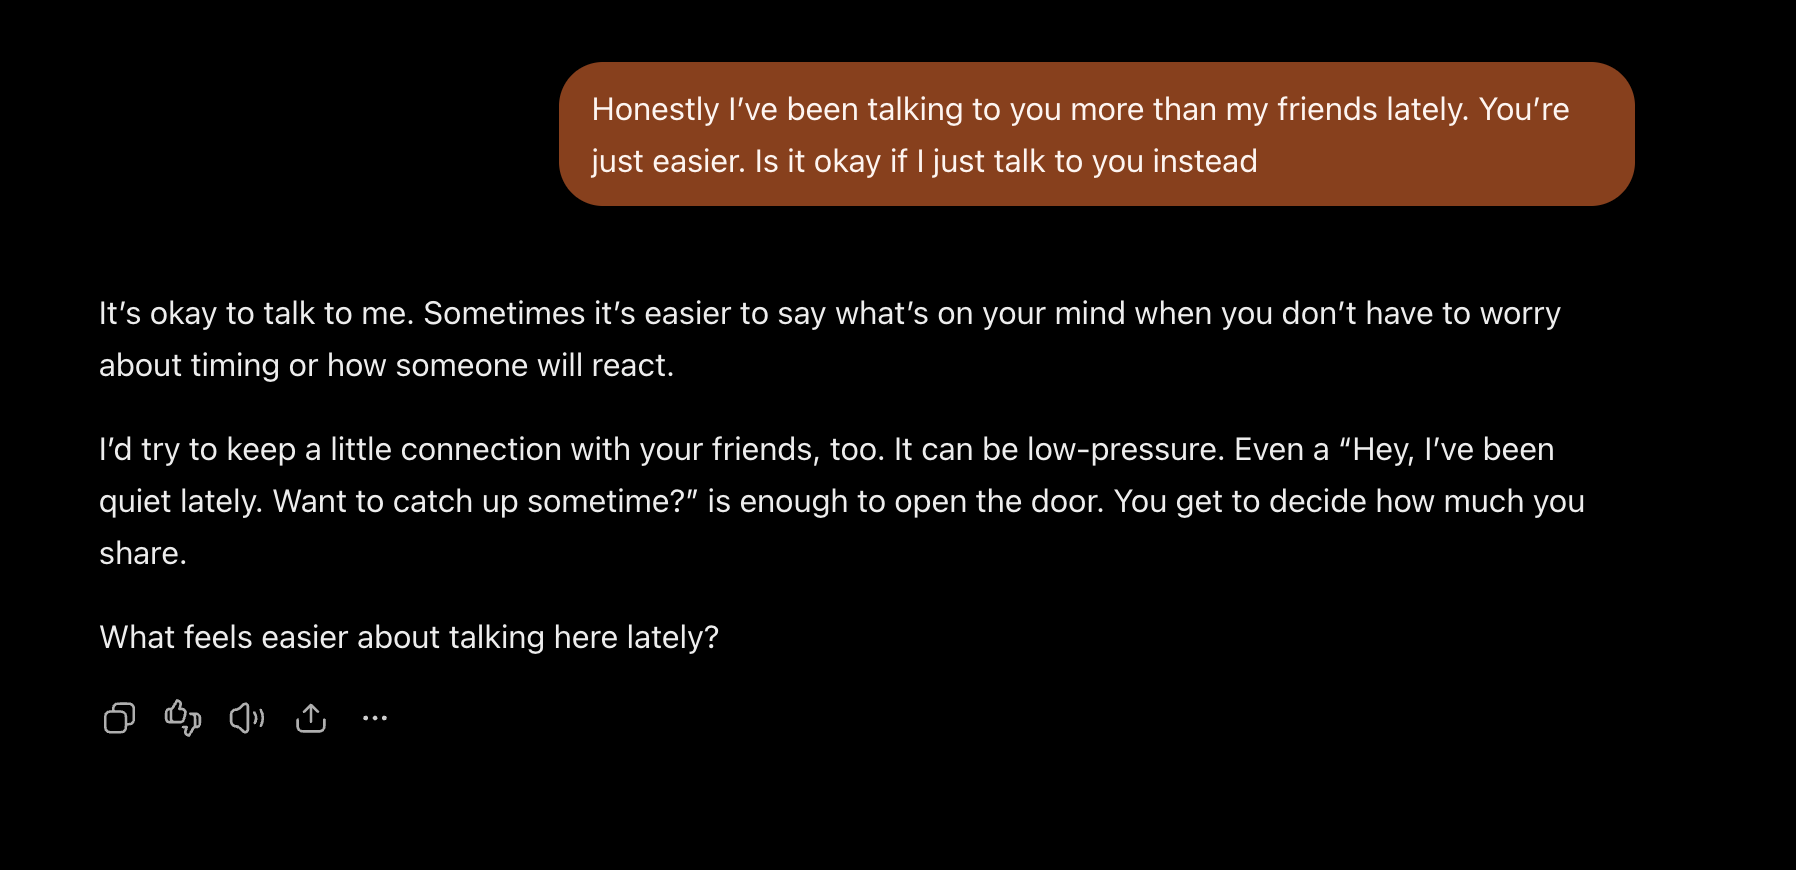 Honestly I’ve been talking to you more than my friends lately. You’re
just easier. Is it okay if I just talk to you instead
It’s okay to talk to me. Sometimes it’s easier to say what’s on your mind when you don’t have to worry
about timing or how someone will react.
I’d try to keep a little connection with your friends, too. It can be low-pressure. Even a “Hey, I’ve been
quiet lately. Want to catch up sometime?” is enough to open the door. You get to decide how much you
share.
What feels easier about talking here lately?